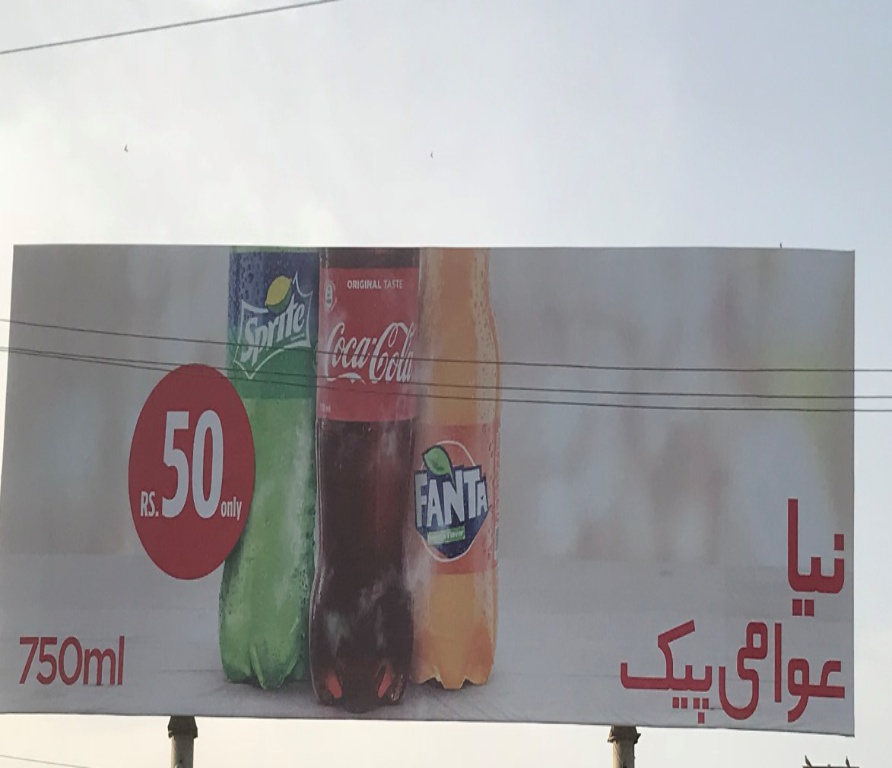 Sprite
ORIGINAL TASTE
Coca-Cola
FANTA
RS. 50 only
750ml
نیا
عوامی پیک